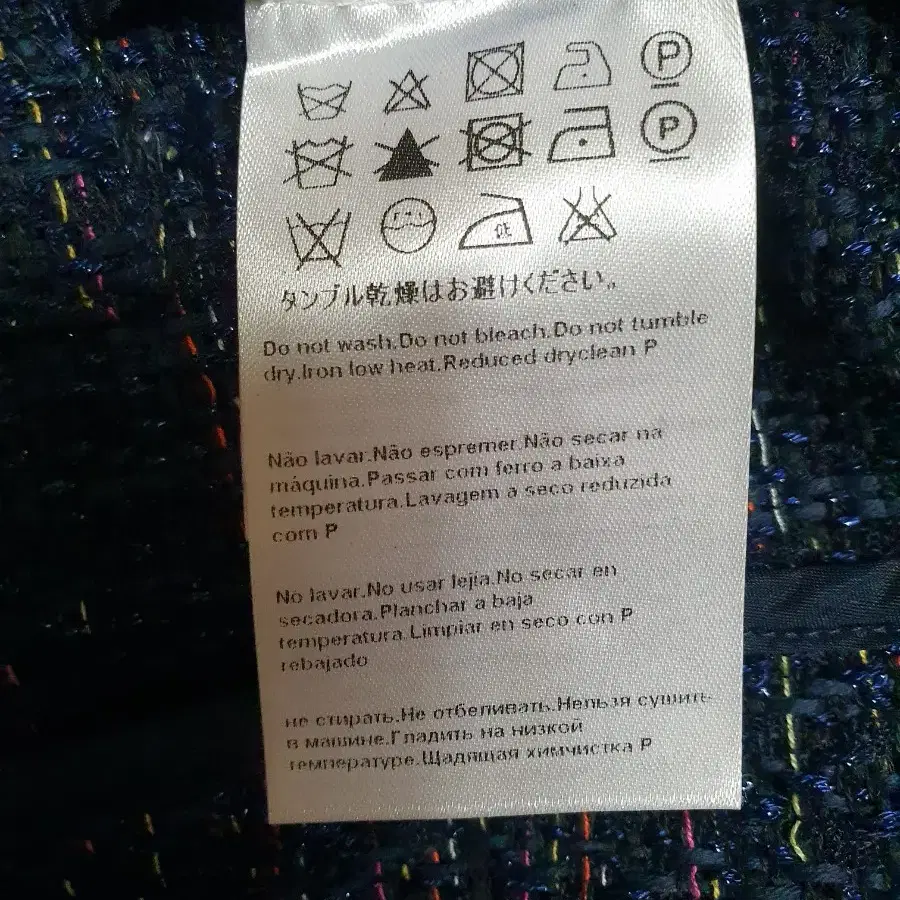 P
P
タンブル乾燥はお避けください。
Do not wash.Do not bleach.Do not tumble
dry.Iron low heat.Reduced dryclean P
Não lavar.Não espremer.Não secar na
máquina.Passar com ferro a baixa
temperatura.Lavagem a seco reduzida
com P
No lavar.No usar lejía.No secar en
secadora.Planchar a baja
temperatura.Limpiar en seco con P
rebajado
не стирать.Не отбеливать.Нельзя сушить
в машине.Гладить на низкой
температуре.Щадящая химчистка P